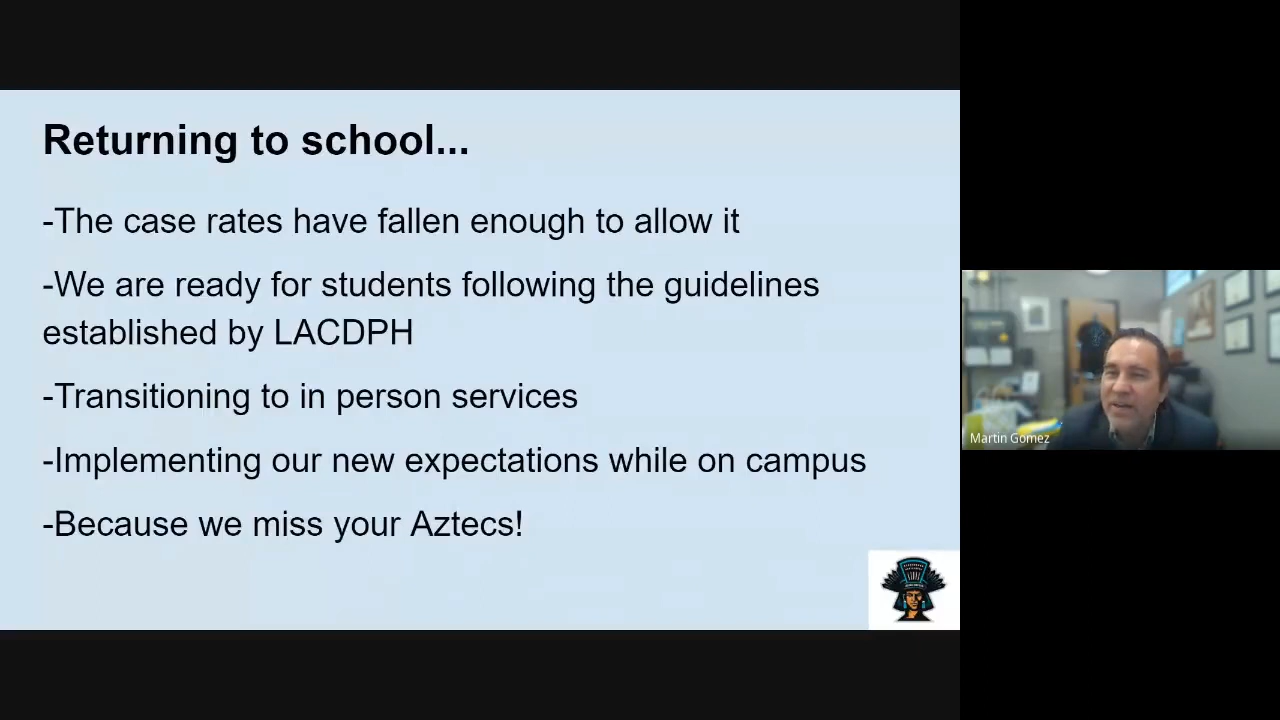 Returning to school...
-The case rates have fallen enough to allow it
-We are ready for students following the guidelines
established by LACDPH
-Transitioning to in person services
-Implementing our new expectations while on campus
-Because we miss your Aztecs!
Martin Gomez